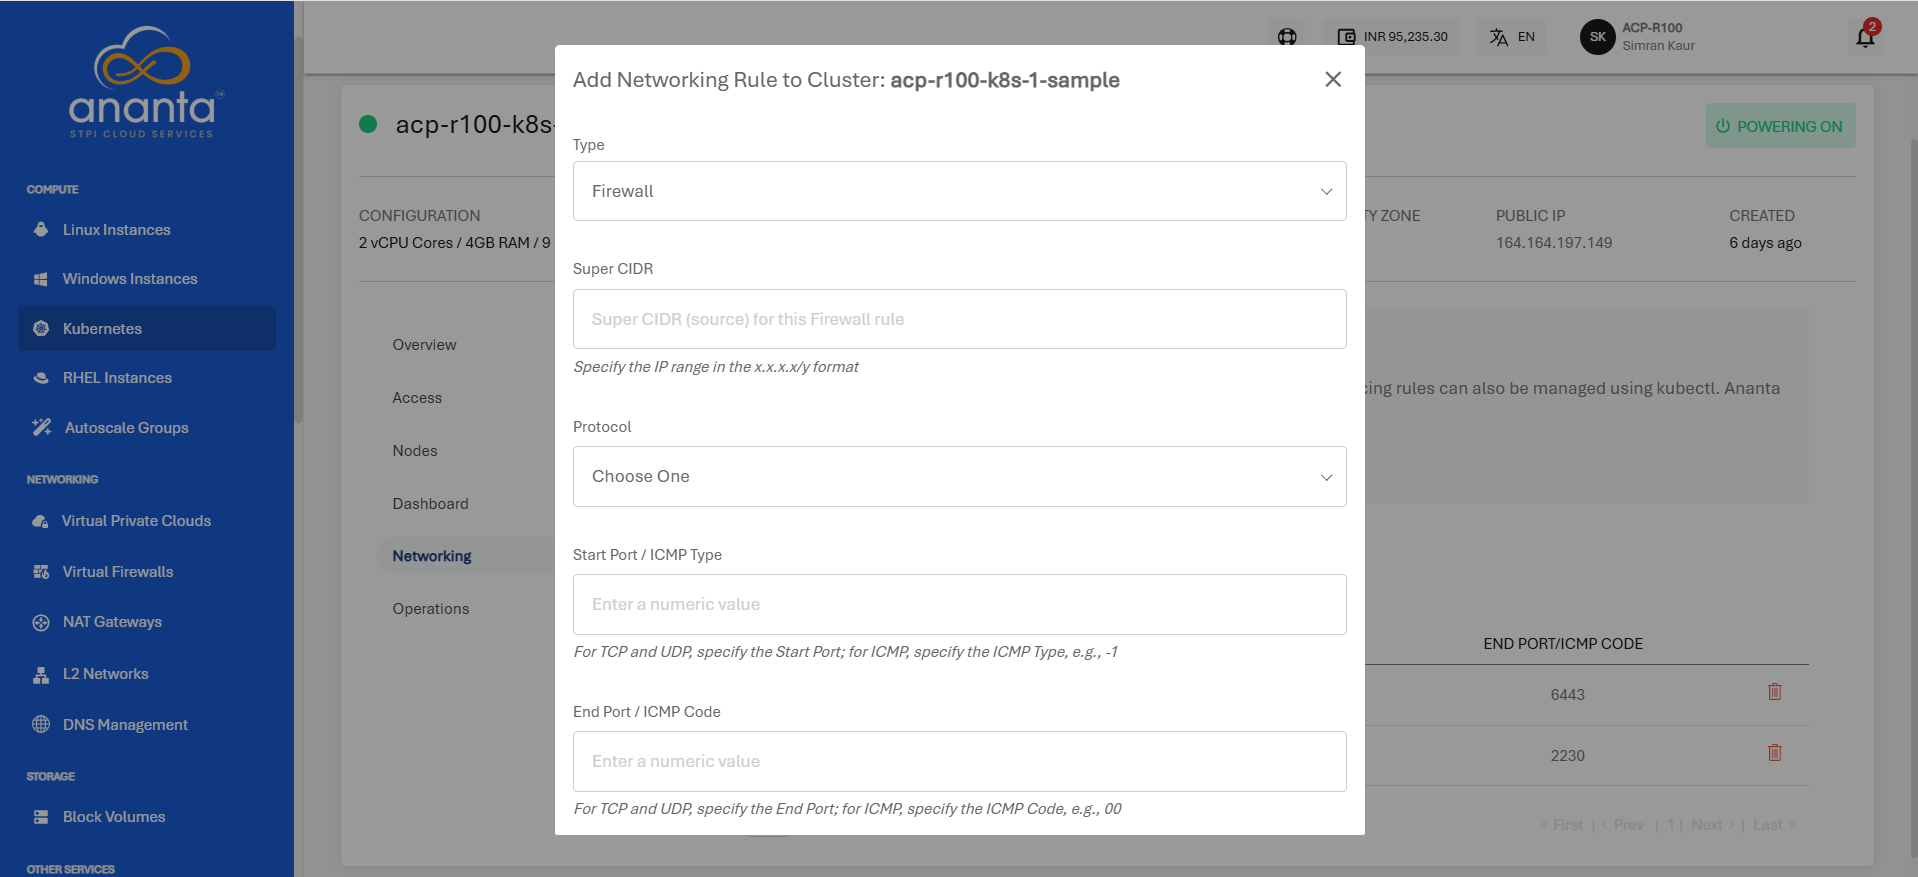 ananta
TM
STPI CLOUD SERVICES
COMPUTE
Linux Instances
Windows Instances
Kubernetes
RHEL Instances
Autoscale Groups
NETWORKING
Virtual Private Clouds
Virtual Firewalls
NAT Gateways
L2 Networks
DNS Management
STORAGE
Block Volumes
OTHER SERVICES
INR 95,235.30
EN
SK
ACP-R100
Simran Kaur
2
acp-r100-k8s-
POWERING ON
CONFIGURATION
2 vCPU Cores / 4GB RAM / 9
TY ZONE
PUBLIC IP
164.164.197.149
CREATED
6 days ago
Overview
Access
Nodes
Dashboard
Networking
Operations
Add Networking Rule to Cluster: acp-r100-k8s-1-sample
Type
Firewall
Super CIDR
Super CIDR (source) for this Firewall rule
Specify the IP range in the x.x.x.x/y format
Protocol
Choose One
Start Port / ICMP Type
Enter a numeric value
For TCP and UDP, specify the Start Port; for ICMP, specify the ICMP Type, e.g., -1
End Port / ICMP Code
Enter a numeric value
For TCP and UDP, specify the End Port; for ICMP, specify the ICMP Code, e.g., 00
cing rules can also be managed using kubectl. Ananta
END PORT/ICMP CODE
6443
2230
« First | < Prev | 1 | Next > | Last >